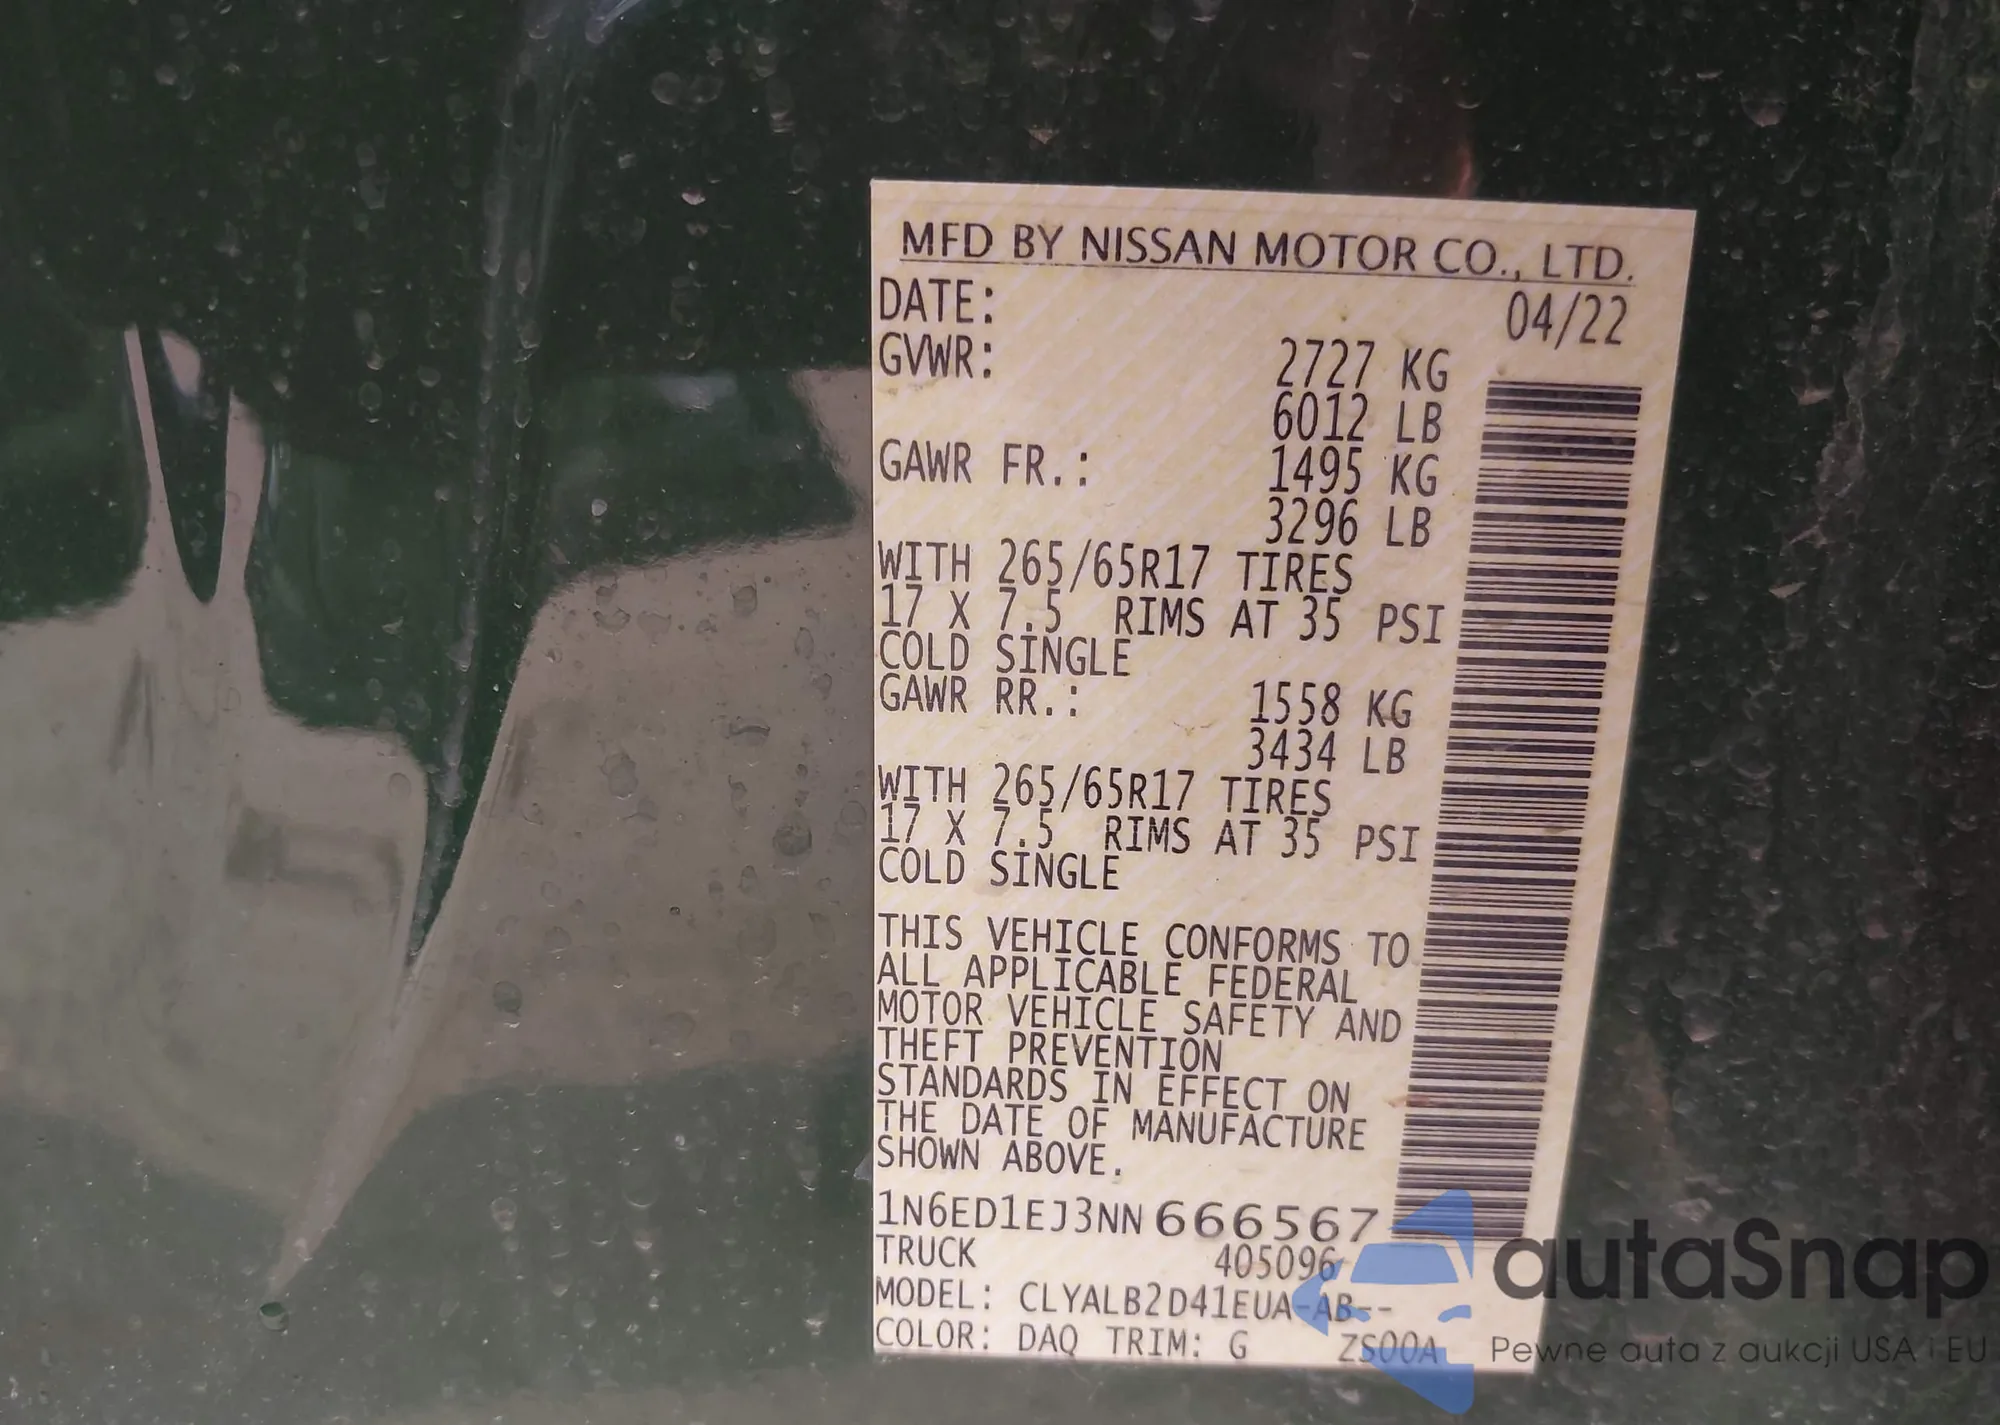 MFD BY NISSAN MOTOR CO., LTD.
DATE: 04/22
GVWR: 2727 KG
6012 LB
GAWR FR.: 1495 KG
3296 LB
WITH 265/65R17 TIRES
17 X 7.5 RIMS AT 35 PSI
COLD SINGLE
GAWR RR.: 1558 KG
3434 LB
WITH 265/65R17 TIRES
17 X 7.5 RIMS AT 35 PSI
COLD SINGLE
THIS VEHICLE CONFORMS TO
ALL APPLICABLE FEDERAL
MOTOR VEHICLE SAFETY AND
THEFT PREVENTION
STANDARDS IN EFFECT ON
THE DATE OF MANUFACTURE
SHOWN ABOVE.
1N6ED1EJ3NN666567
TRUCK 405096
MODEL: CLYALB2D41EUA-AB--
COLOR: DAQ TRIM: G ZS00A
autaSnap
Pewne auta z aukcji USA i EU